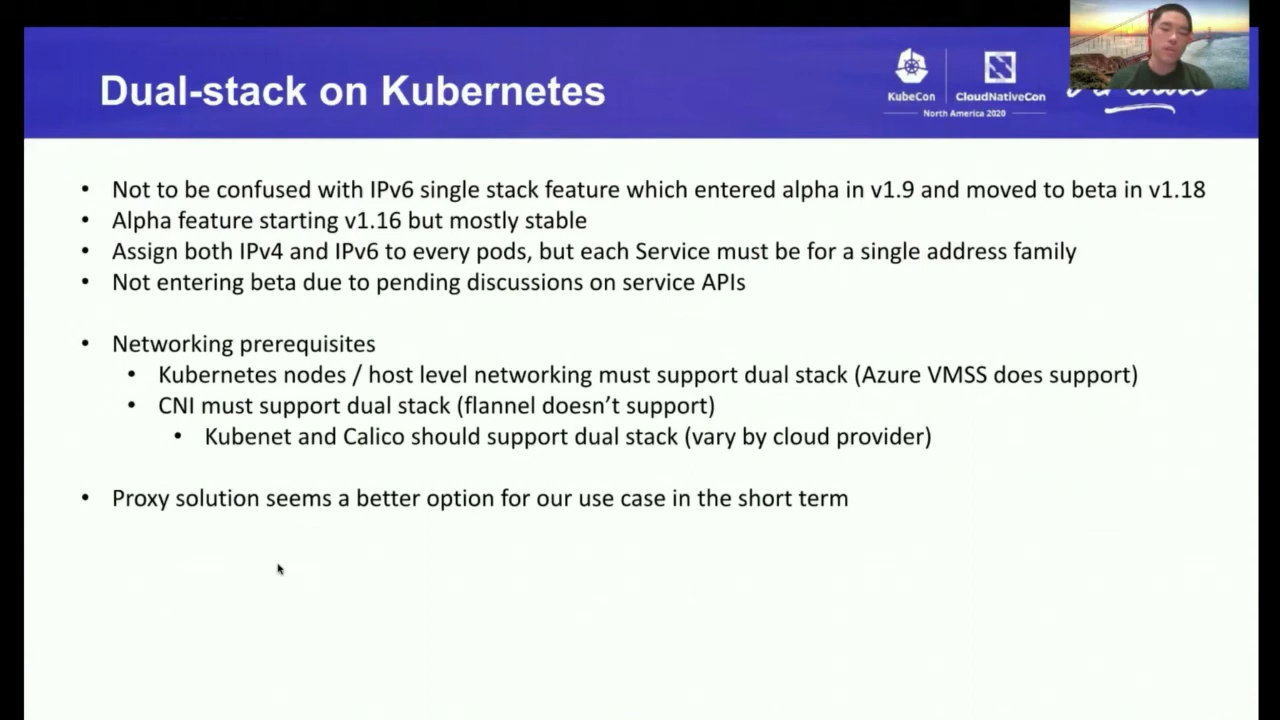 Dual-stack on Kubernetes
KubeCon
CloudNativeCon
North America 2020
• Not to be confused with IPv6 single stack feature which entered alpha in v1.9 and moved to beta in v1.18
• Alpha feature starting v1.16 but mostly stable
• Assign both IPv4 and IPv6 to every pods, but each Service must be for a single address family
• Not entering beta due to pending discussions on service APIs
• Networking prerequisites
• Kubernetes nodes / host level networking must support dual stack (Azure VMSS does support)
• CNI must support dual stack (flannel doesn’t support)
• Kubenet and Calico should support dual stack (vary by cloud provider)
• Proxy solution seems a better option for our use case in the short term